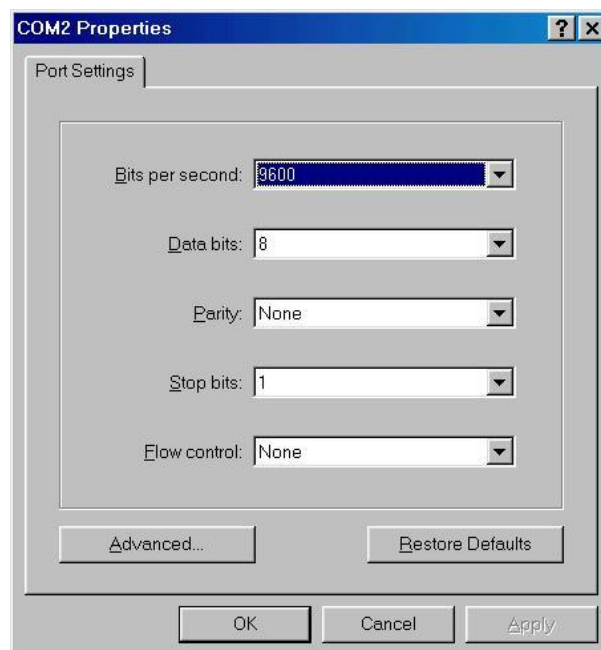 COM2 Properties
Port Settings
Bits per second: 9600
Data bits: 8
Parity: None
Stop bits: 1
Flow control: None
Advanced... Restore Defaults
OK Cancel Apply